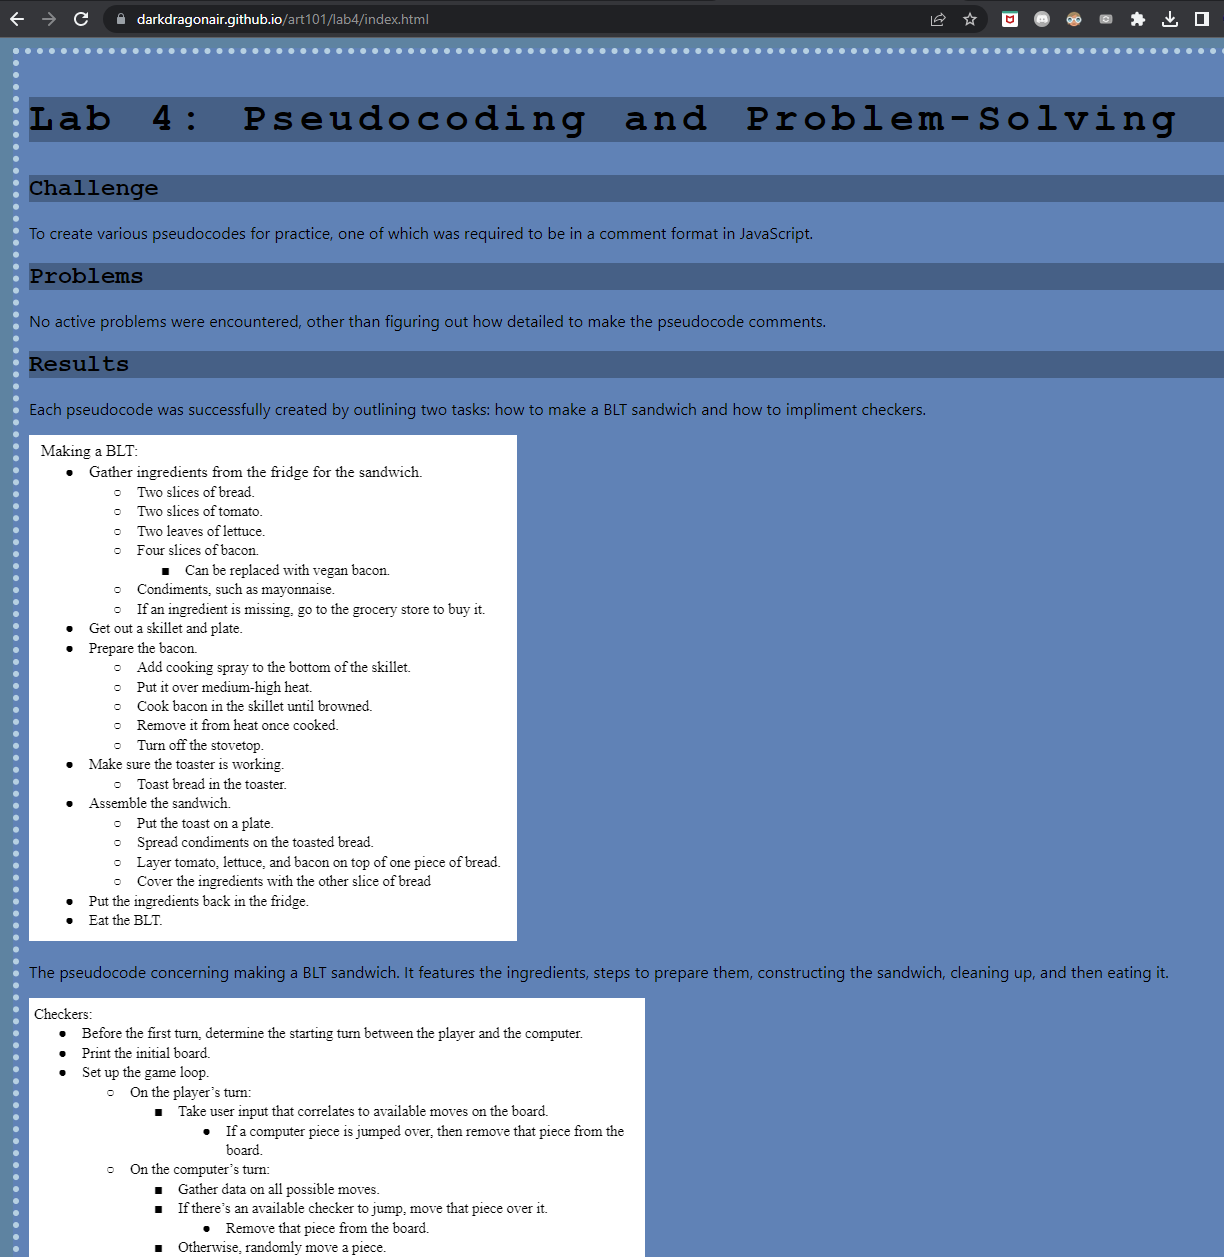 darkdragonair.github.io/art101/lab4/index.html
Lab 4: Pseudocoding and Problem-Solving
Challenge
To create various pseudocodes for practice, one of which was required to be in a comment format in JavaScript.
Problems
No active problems were encountered, other than figuring out how detailed to make the pseudocode comments.
Results
Each pseudocode was successfully created by outlining two tasks: how to make a BLT sandwich and how to impliment checkers.
Making a BLT:
● Gather ingredients from the fridge for the sandwich.
○ Two slices of bread.
○ Two slices of tomato.
○ Two leaves of lettuce.
○ Four slices of bacon.
■ Can be replaced with vegan bacon.
○ Condiments, such as mayonnaise.
○ If an ingredient is missing, go to the grocery store to buy it.
● Get out a skillet and plate.
● Prepare the bacon.
○ Add cooking spray to the bottom of the skillet.
○ Put it over medium-high heat.
○ Cook bacon in the skillet until browned.
○ Remove it from heat once cooked.
○ Turn off the stovetop.
● Make sure the toaster is working.
○ Toast bread in the toaster.
● Assemble the sandwich.
○ Put the toast on a plate.
○ Spread condiments on the toasted bread.
○ Layer tomato, lettuce, and bacon on top of one piece of bread.
○ Cover the ingredients with the other slice of bread
● Put the ingredients back in the fridge.
● Eat the BLT.
The pseudocode concerning making a BLT sandwich. It features the ingredients, steps to prepare them, constructing the sandwich, cleaning up, and then eating it.
Checkers:
● Before the first turn, determine the starting turn between the player and the computer.
● Print the initial board.
● Set up the game loop.
○ On the player’s turn:
■ Take user input that correlates to available moves on the board.
● If a computer piece is jumped over, then remove that piece from the
board.
○ On the computer’s turn:
■ Gather data on all possible moves.
■ If there’s an available checker to jump, move that piece over it.
● Remove that piece from the board.
■ Otherwise, randomly move a piece.